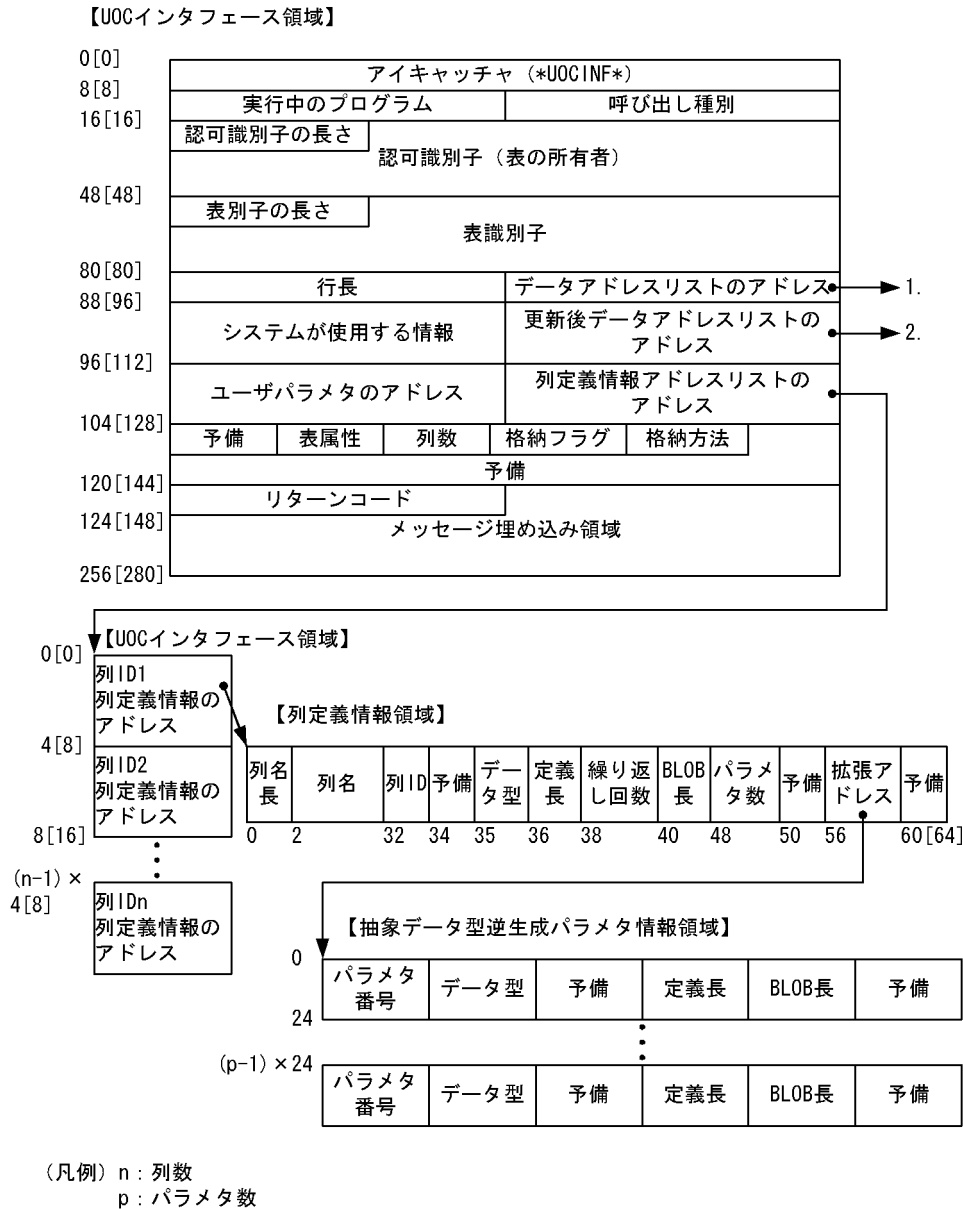 【UOCインタフェース領域】
0[0]
アイキャッチャ(*UOCINF*)
8[8]
実行中のプログラム 呼び出し種別
16[16]
認可識別子の長さ
認可識別子(表の所有者)
48[48]
表別子の長さ
表識別子
80[80]
行長 データアドレスリストのアドレス 1.
88[96]
システムが使用する情報 更新後データアドレスリストの
アドレス 2.
96[112]
ユーザパラメタのアドレス 列定義情報アドレスリストの
アドレス
104[128]
予備 表属性 列数 格納フラグ 格納方法
予備
120[144]
リターンコード
124[148]
メッセージ埋め込み領域
256[280]
【UOCインタフェース領域】
0[0]
列ID1
列定義情報の
アドレス
4[8]
列ID2
列定義情報の
アドレス
8[16]
(n-1)×
4[8]
列IDn
列定義情報の
アドレス
【列定義情報領域】
列名
長
列名
列ID
予備
デー
タ型
定義
長
繰り返
し回数
BLOB
長
パラメ
タ数
予備
拡張ア
ドレス
予備
0 2 32 34 35 36 38 40 48 50 56 60[64]
【抽象データ型逆生成パラメタ情報領域】
0
パラメタ
番号
データ型 予備 定義長 BLOB長 予備
24
(p-1)×24
パラメタ
番号
データ型 予備 定義長 BLOB長 予備
(凡例)n:列数
p:パラメタ数